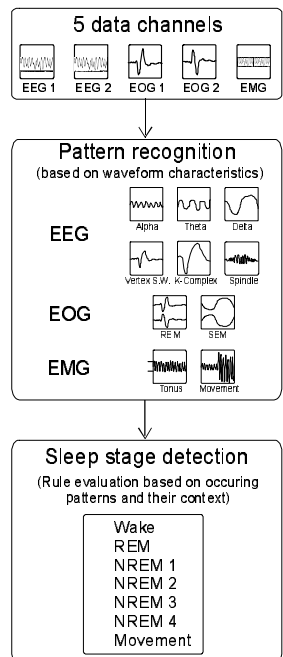 5 data channels
EEG 1 EEG 2 EOG 1 EOG 2 EMG
Pattern recognition
(based on waveform characteristics)
EEG
Alpha Theta Delta
Vertex S.W. K-Complex Spindle
EOG
REM SEM
EMG
Tonus Movement
Sleep stage detection
(Rule evaluation based on occuring
patterns and their context)
Wake
REM
NREM 1
NREM 2
NREM 3
NREM 4
Movement